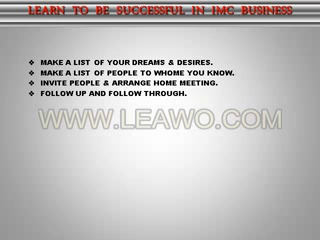 LEARN TO BE SUCCESSFUL IN IMC BUSINESS
❖ MAKE A LIST OF YOUR DREAMS & DESIRES.
❖ MAKE A LIST OF PEOPLE TO WHOME YOU KNOW.
❖ INVITE PEOPLE & ARRANGE HOME MEETING.
❖ FOLLOW UP AND FOLLOW THROUGH.
WWW.LEAWO.COM